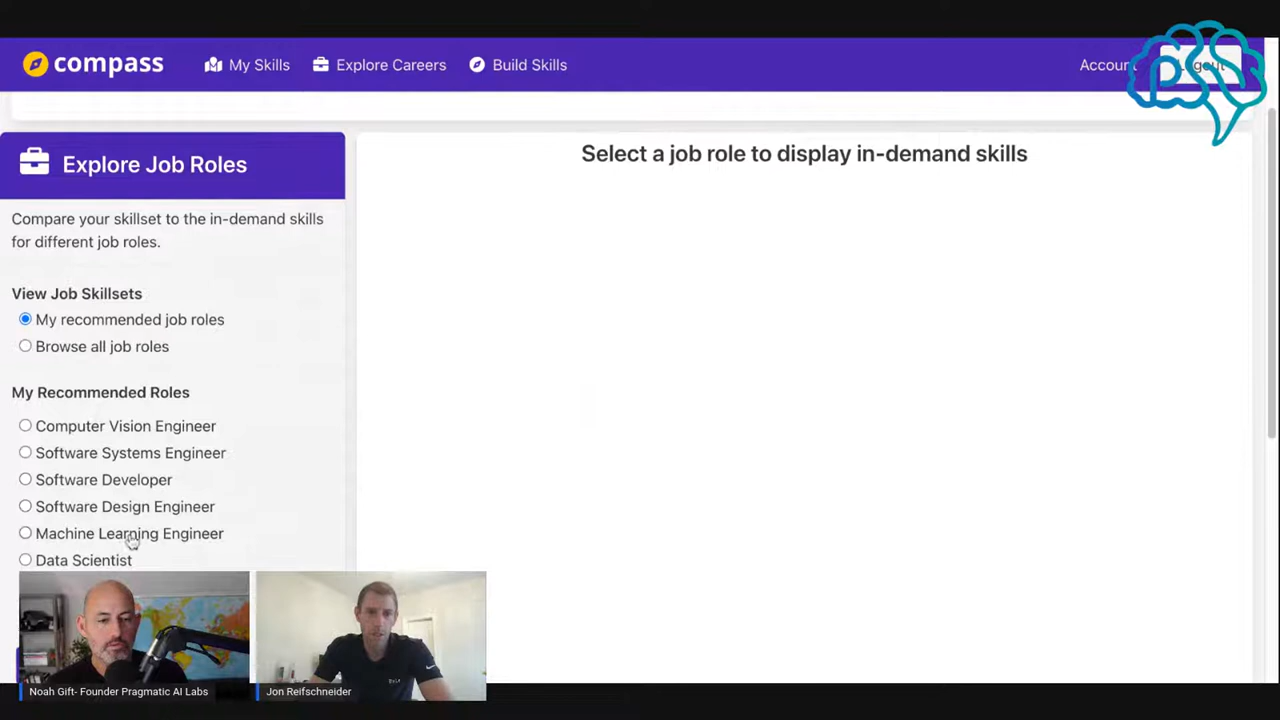 compass
My Skills
Explore Careers
Build Skills
Account
Logout
Explore Job Roles
Select a job role to display in-demand skills
Compare your skillset to the in-demand skills
for different job roles.
View Job Skillsets
My recommended job roles
Browse all job roles
My Recommended Roles
Computer Vision Engineer
Software Systems Engineer
Software Developer
Software Design Engineer
Machine Learning Engineer
Data Scientist
Noah Gift- Founder Pragmatic AI Labs
Jon Reifschneider